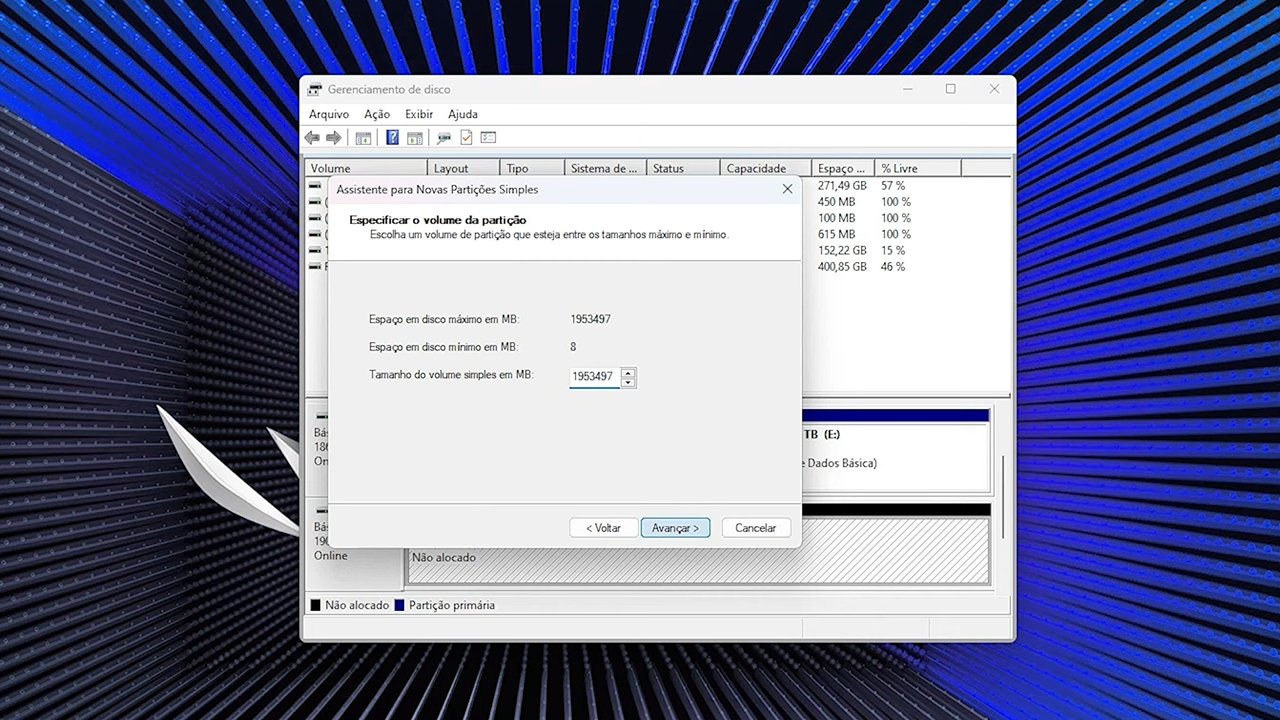 Gerenciamento de disco
Arquivo Ação Exibir Ajuda
Volume Layout Tipo Sistema de ... Status Capacidade Espaço ... % Livre
271,49 GB 57 %
450 MB 100 %
100 MB 100 %
615 MB 100 %
152,22 GB 15 %
400,85 GB 46 %
Assistente para Novas Partições Simples
Especificar o volume da partição
Escolha um volume de partição que esteja entre os tamanhos máximo e mínimo.
Espaço em disco máximo em MB: 1953497
Espaço em disco mínimo em MB: 8
Tamanho do volume simples em MB: 1953497
< Voltar Avançar > Cancelar
TB (E:)
e Dados Básica)
Bás
186
On
Bás
190
Online
Não alocado
Não alocado Partição primária